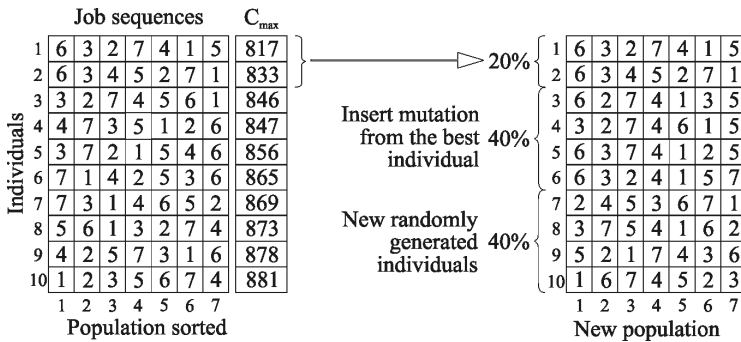 Job sequences C_max
1 6 3 2 7 4 1 5 817 1 6 3 2 7 4 1 5
20%
2 6 3 4 5 2 7 1 833 2 6 3 4 5 2 7 1
3 3 2 7 4 5 6 1 846 3 6 2 7 4 1 3 5
Insert mutation
4 4 7 3 5 1 2 6 847 4 3 2 7 4 6 1 5
from the best 40%
individual
5 3 7 2 1 5 4 6 856 5 6 3 7 4 1 2 5
6 7 1 4 2 5 3 6 865 6 6 3 2 4 1 5 7
7 7 3 1 4 6 5 2 869 7 2 4 5 3 6 7 1
New randomly
8 5 6 1 3 2 7 4 873 8 3 7 5 4 1 6 2
generated 40%
individuals
9 4 2 5 7 3 1 6 878 9 5 2 1 7 4 3 6
10 1 2 3 5 6 7 4 881 10 1 6 7 4 5 2 3
Individuals
1 2 3 4 5 6 7 1 2 3 4 5 6 7
Population sorted New population